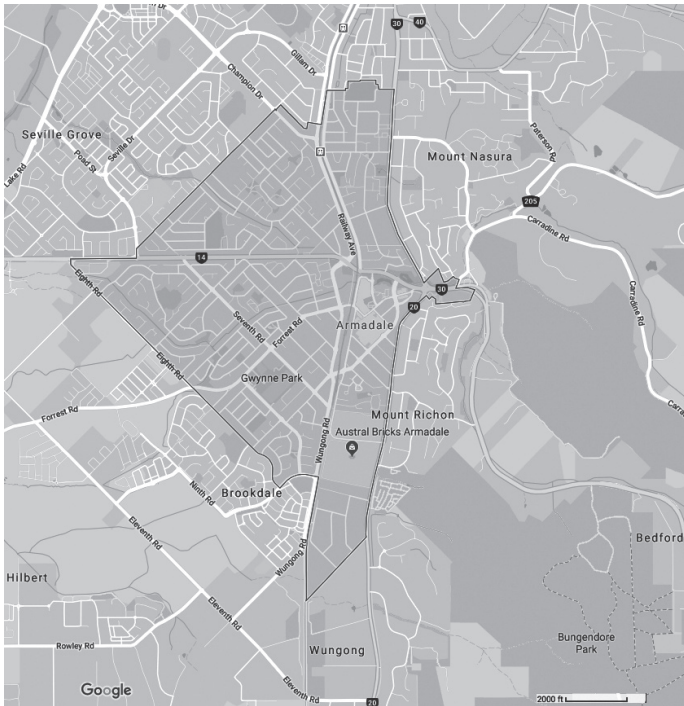 Gillam Dr
Champion Dr
30
40
Seville Grove
Seville Dr
Poad St
Lake Rd
Mount Nasura
Paterson Rd
205
Carradine Rd
Carradine Rd
Railway Ave
14
Eighth Rd
30
20
Seventh Rd
Forrest Rd
Armadale
Eighth Rd
Gwynne Park
Forrest Rd
Mount Richon
Wungong Rd
Austral Bricks Armadale
Brookdale
Ninth Rd
Eleventh Rd
Bedford
Wungong Rd
Hilbert
Eleventh Rd
Bungendore
Park
Rowley Rd
Wungong
Eleventh Rd
Google
20
2000 ft